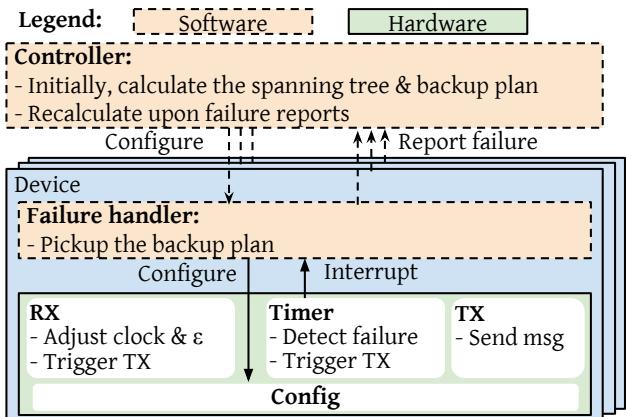 Legend: Software Hardware
Controller:
- Initially, calculate the spanning tree & backup plan
- Recalculate upon failure reports
Configure Report failure
Device
Failure handler:
- Pickup the backup plan
Configure Interrupt
RX
- Adjust clock & ε
- Trigger TX
Timer
- Detect failure
- Trigger TX
TX
- Send msg
Config